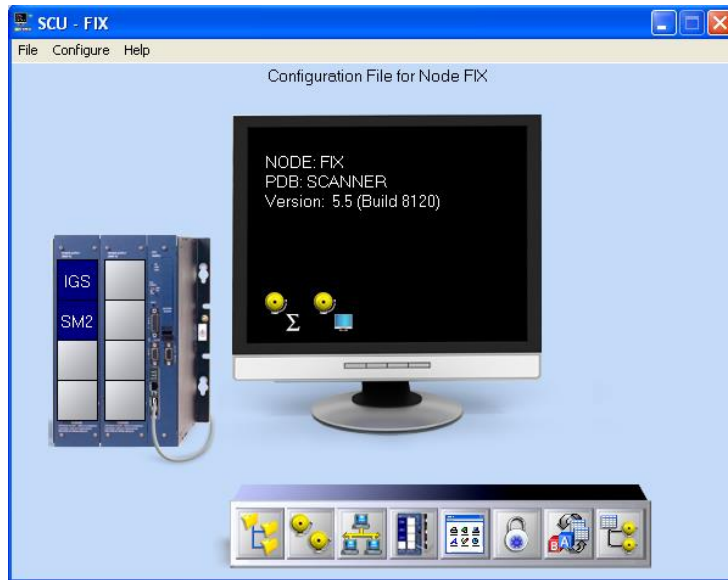 SCU - FIX
File Configure Help
Configuration File for Node FIX
NODE: FIX
PDB: SCANNER
Version: 5.5 (Build 8120)
IGS
SM2
Σ
B A